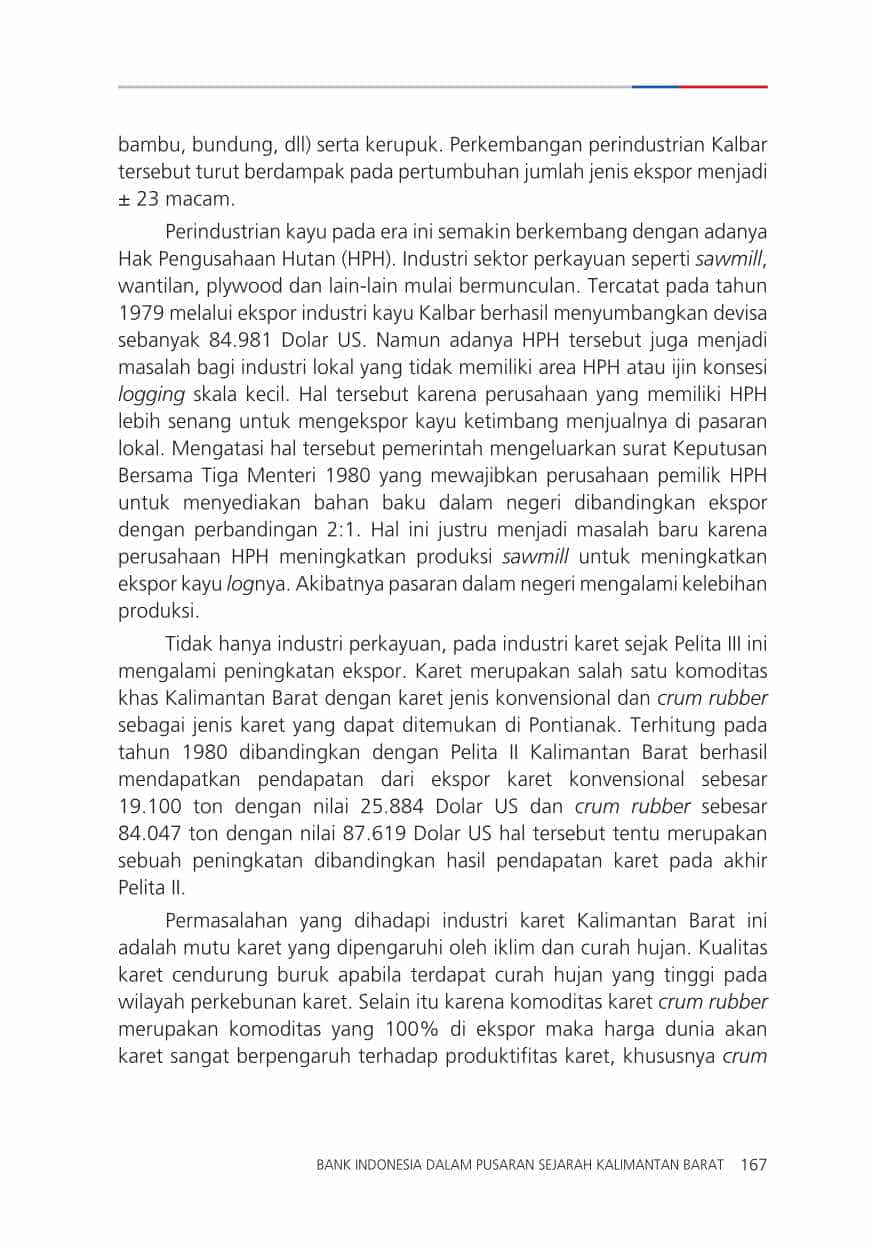 bambu, bundung, dll) serta kerupuk. Perkembangan perindustrian Kalbar
tersebut turut berdampak pada pertumbuhan jumlah jenis ekspor menjadi
± 23 macam.
Perindustrian kayu pada era ini semakin berkembang dengan adanya
Hak Pengusahaan Hutan (HPH). Industri sektor perkayuan seperti sawmill,
wantilan, plywood dan lain-lain mulai bermunculan. Tercatat pada tahun
1979 melalui ekspor industri kayu Kalbar berhasil menyumbangkan devisa
sebanyak 84.981 Dolar US. Namun adanya HPH tersebut juga menjadi
masalah bagi industri lokal yang tidak memiliki area HPH atau ijin konsesi
logging skala kecil. Hal tersebut karena perusahaan yang memiliki HPH
lebih senang untuk mengekspor kayu ketimbang menjualnya di pasaran
lokal. Mengatasi hal tersebut pemerintah mengeluarkan surat Keputusan
Bersama Tiga Menteri 1980 yang mewajibkan perusahaan pemilik HPH
untuk menyediakan bahan baku dalam negeri dibandingkan ekspor
dengan perbandingan 2:1. Hal ini justru menjadi masalah baru karena
perusahaan HPH meningkatkan produksi sawmill untuk meningkatkan
ekspor kayu lognya. Akibatnya pasaran dalam negeri mengalami kelebihan
produksi.
Tidak hanya industri perkayuan, pada industri karet sejak Pelita III ini
mengalami peningkatan ekspor. Karet merupakan salah satu komoditas
khas Kalimantan Barat dengan karet jenis konvensional dan crum rubber
sebagai jenis karet yang dapat ditemukan di Pontianak. Terhitung pada
tahun 1980 dibandingkan dengan Pelita II Kalimantan Barat berhasil
mendapatkan pendapatan dari ekspor karet konvensional sebesar
19.100 ton dengan nilai 25.884 Dolar US dan crum rubber sebesar
84.047 ton dengan nilai 87.619 Dolar US hal tersebut tentu merupakan
sebuah peningkatan dibandingkan hasil pendapatan karet pada akhir
Pelita II.
Permasalahan yang dihadapi industri karet Kalimantan Barat ini
adalah mutu karet yang dipengaruhi oleh iklim dan curah hujan. Kualitas
karet cendurung buruk apabila terdapat curah hujan yang tinggi pada
wilayah perkebunan karet. Selain itu karena komoditas karet crum rubber
merupakan komoditas yang 100% di ekspor maka harga dunia akan
karet sangat berpengaruh terhadap produktifitas karet, khususnya crum
BANK INDONESIA DALAM PUSARAN SEJARAH KALIMANTAN BARAT 167